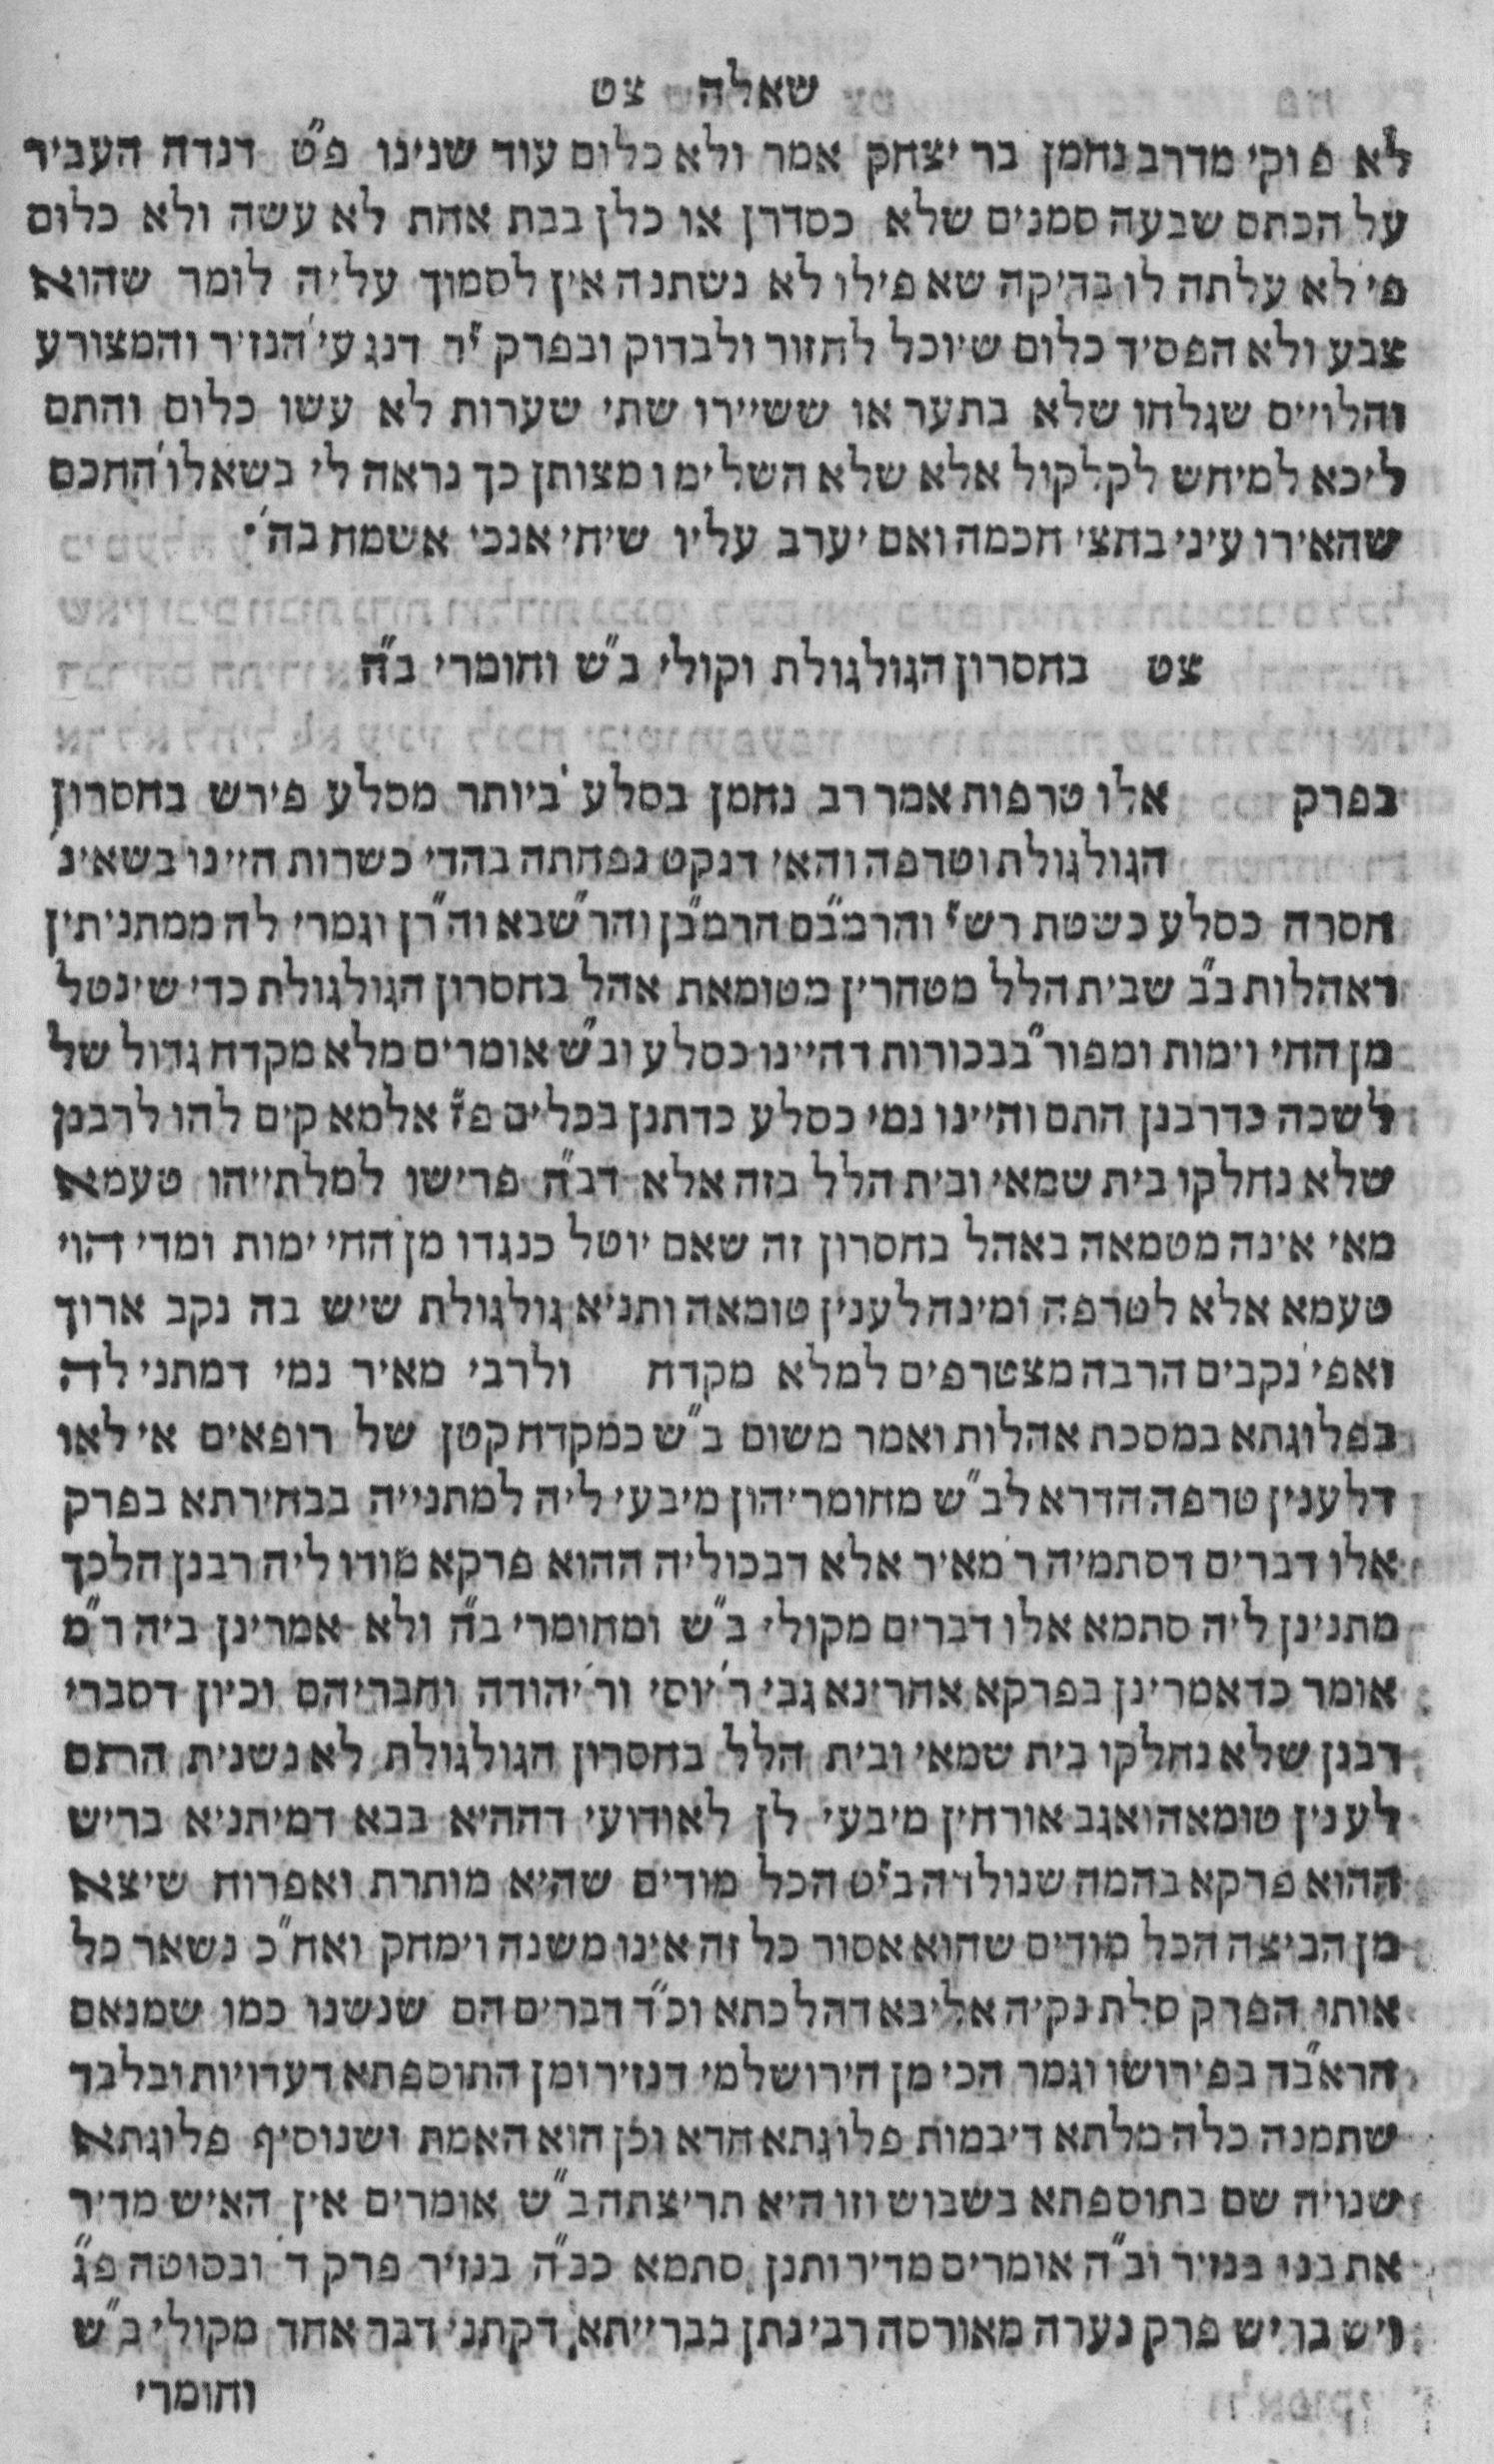 שאלה צט
לא פוקי מדרב נחמן בר יצחק אמר ולא כלום עוד שנינו פ"ט דנדה העביר
על הכתם שבעה סמנים שלא כסדרן או כלן בבת אחת לא עשה ולא כלום
פי' לא עלתה לו בדיקה שאפילו לא נשתנה אין לסמוך עליה לומר שהוא
צבע ולא הפסיד כלום שיוכל לחזור ולבדוק ובפרק י"ר דנגעי' הנזיר והמצורע
והלויים שגלחו שלא בתער או ששיירו שתי שערות לא עשו כלום והתם
ליכא למיחש לקלקול אלא שלא השלימו מצותן כך נראה לי בשאלו' החכם
שהאירו עיני בחצי חכמה ואם יערב עליו שיחי אנכי אשמח בה'.
צט בחסרון הגולגולת וקולי ב"ש וחומרי ב"ה
בפרק אלו טרפות אמר רב נחמן בסלע' ביותר מסלע פירש בחסרון
הגולגולת וטרפה והאי דנקט נפחתה בהדי כשרות היינו בשאינ'
חסרה כסלע כשטת רש"י והרמב"ם הרמב"ן והר"שבא וה"רן וגמרי לה ממתניתין
דאהלות פ"ב שבית הלל מטהרין מטומאת אהל בחסרון הגולגולת כדי שינטל
מן החי וימות ומפור"בבכורות דהיינו כסלע וב"ש אומרים מלא מקדח גדול של
לשכה כדרבנן התם והיינו נמי כסלע כדתנן בכלים פי"ז אלמא קים להו לרבנן
שלא נחלקו בית שמאי ובית הלל בזה אלא דב"ה פרישו למלתייהו טעמא
מאי אינה מטמאה באהל בחסרון זה שאם יוטל כנגדו מן החי ימות ומדי הוי
טעמא אלא לטרפה ומינה לענין טומאה ותניא גולגולת שיש בה נקב ארוך
ואפי' נקבים הרבה מצטרפים למלא מקדח ולרבי מאיר נמי דמתני לה
בפלוגתא במסכת אהלות ואמר משום ב"ש כמקדח קטן של רופאים אי לאו
דלענין טרפה הדרא לב"ש מחומריהון מיבעי ליה למתנייה בבחירתא בפרק
אלו דברים דסתמיה ר' מאיר אלא דבכוליה ההוא פרקא מודו ליה רבנן הלכך
מתנינן ליה סתמא אלו דברים מקולי ב"ש ומחומרי ב"ה ולא אמרינן ביה ר"מ
אומר כדאמרינן בפרקא אחרינא גבי ר' יוסי ור' יהודה וחבריהם וכיון דסברי
רבנן שלא נחלקו בית שמאי ובית הלל בחסרון הגולגולת לא נשנית התם
לענין טומאה ואגב אורחין מיבעי לן לאודועי דההיא בבא דמיתניא בריש
ההוא פרקא בהמה שנולדה בי"ט הכל מודים שהיא מותרת ואפרוח שיצא
מן הביצה הכל מודים שהוא אסור כל זה אינו משנה וימחק ואח"כ נשאר כל
אותו הפרק סלת נקיה אליבא דהלכתא וכ"ד דברים הם שנשנו כמו שמנאם
הרא"בד בפירושו וגמר הכי מן הירושלמי דנזיר ומן התוספתא דעדויות ובלבד
שתמנה כלה מלתא דיבמות פלוגתא חדא וכן הוא האמת ושנוסיף פלוגתא
שנויה שם בתוספתא בשבוש וזו היא תריצתה ב"ש אומרים אין האיש מדיר
את בנו בנזיר וב"ה אומרים מדיר ותנן סתמא כב"ה בנזיר פרק ד' ובסוטה פ"ג
ויש בריש פרק נערה מאורסה רבי נתן בברייתא דקתני דבר אחד מקולי ב"ש
וחומרי